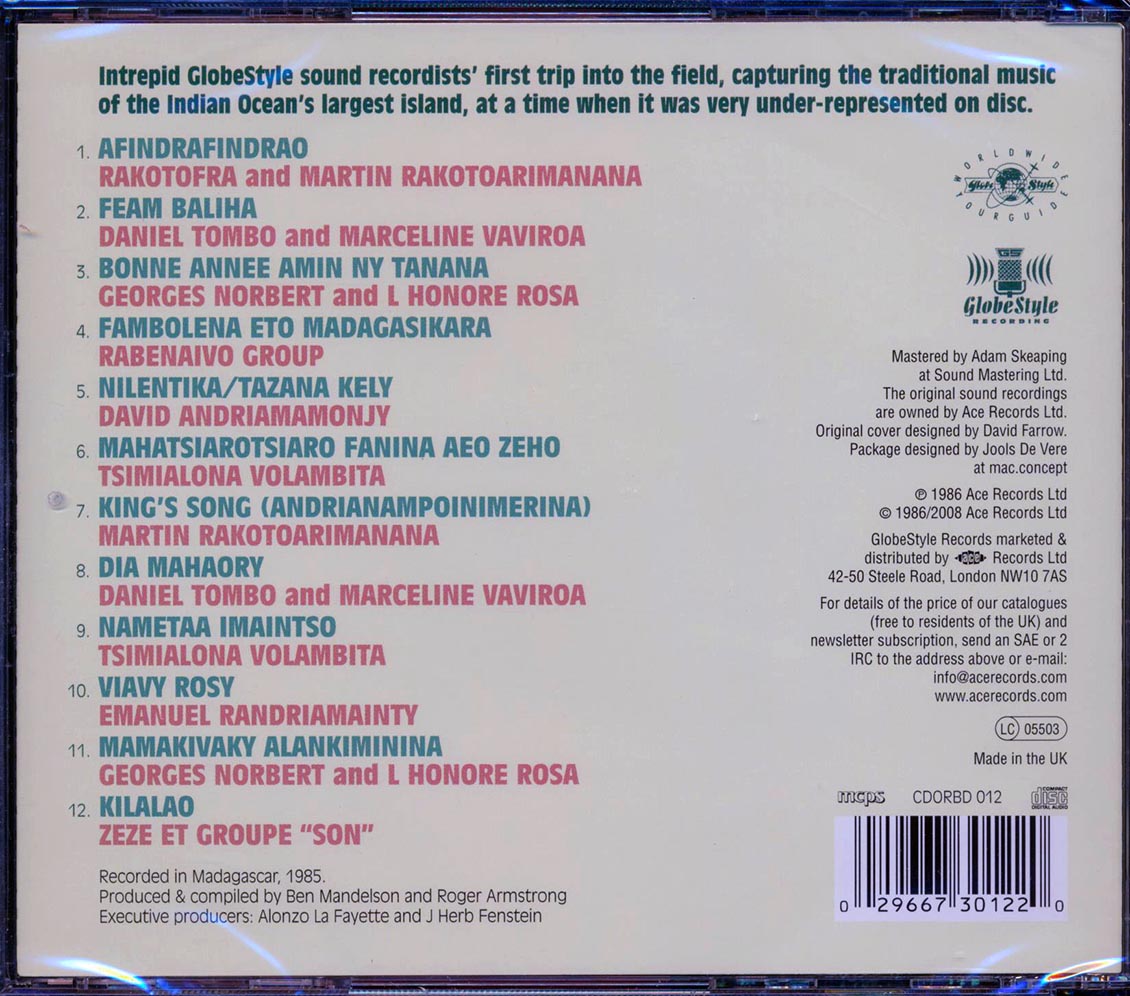 Intrepid GlobeStyle sound recordists' first trip into the field, capturing the traditional music
of the Indian Ocean's largest island, at a time when it was very under-represented on disc.
1. AFINDRAFINDRAO
RAKOTOFRA and MARTIN RAKOTOARIMANANA
2. FEAM BALIHA
DANIEL TOMBO and MARCELINE VAVIROA
3. BONNE ANNEE AMIN NY TANANA
GEORGES NORBERT and L HONORE ROSA
4. FAMBOLENA ETO MADAGASIKARA
RABENAIVO GROUP
5. NILENTIKA/TAZANA KELY
DAVID ANDRIAMAMONJY
6. MAHATSIAROTSIARO FANINA AEO ZEHO
TSIMIALONA VOLAMBITA
7. KING'S SONG (ANDRIANAMPOINIMERINA)
MARTIN RAKOTOARIMANANA
8. DIA MAHAORY
DANIEL TOMBO and MARCELINE VAVIROA
9. NAMETAA IMAINTSO
TSIMIALONA VOLAMBITA
10. VIAVY ROSY
EMANUEL RANDRIAMAINTY
11. MAMAKIVAKY ALANKIMININA
GEORGES NORBERT and L HONORE ROSA
12. KILALAO
ZEZE ET GROUPE "SON"
Recorded in Madagascar, 1985.
Produced & compiled by Ben Mandelson and Roger Armstrong
Executive producers: Alonzo La Fayette and J Herb Fenstein
WORLDWIDE
Globe Style
YOUR GUIDE
GS
GlobeStyle
RECORDING
Mastered by Adam Skeaping
at Sound Mastering Ltd.
The original sound recordings
are owned by Ace Records Ltd.
Original cover designed by David Farrow.
Package designed by Jools De Vere
at mac.concept
℗ 1986 Ace Records Ltd
© 1986/2008 Ace Records Ltd
GlobeStyle Records marketed &
distributed by ace Records Ltd
42-50 Steele Road, London NW10 7AS
For details of the price of our catalogues
(free to residents of the UK) and
newsletter subscription, send an SAE or 2
IRC to the address above or e-mail:
info@acerecords.com
www.acerecords.com
LC 05503
Made in the UK
mcps CDORBD 012 COMPACT disc DIGITAL AUDIO
0 29667 30122 0